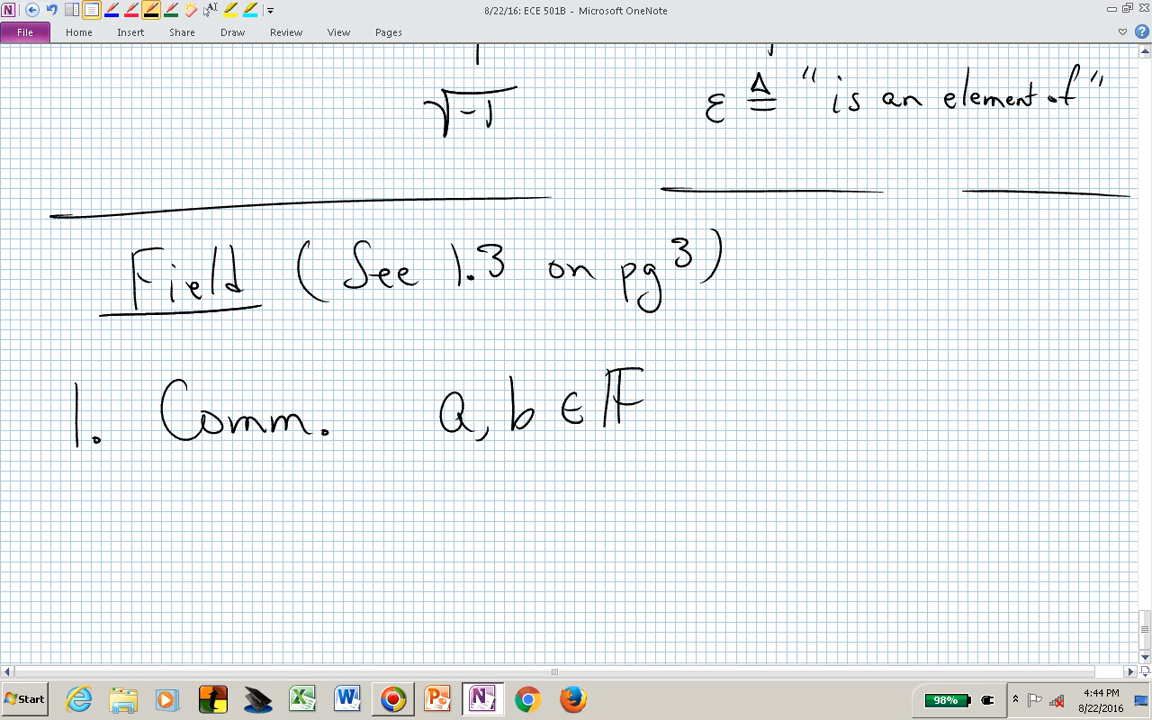 8/22/16: ECE 501B - Microsoft OneNote
File Home Insert Share Draw Review View Pages
√-1
ε ≜ "is an element of"
Field (See 1.3 on pg 3)
1. Comm. a, b ∈ 𝔽
Start
98%
4:44 PM
8/22/2016